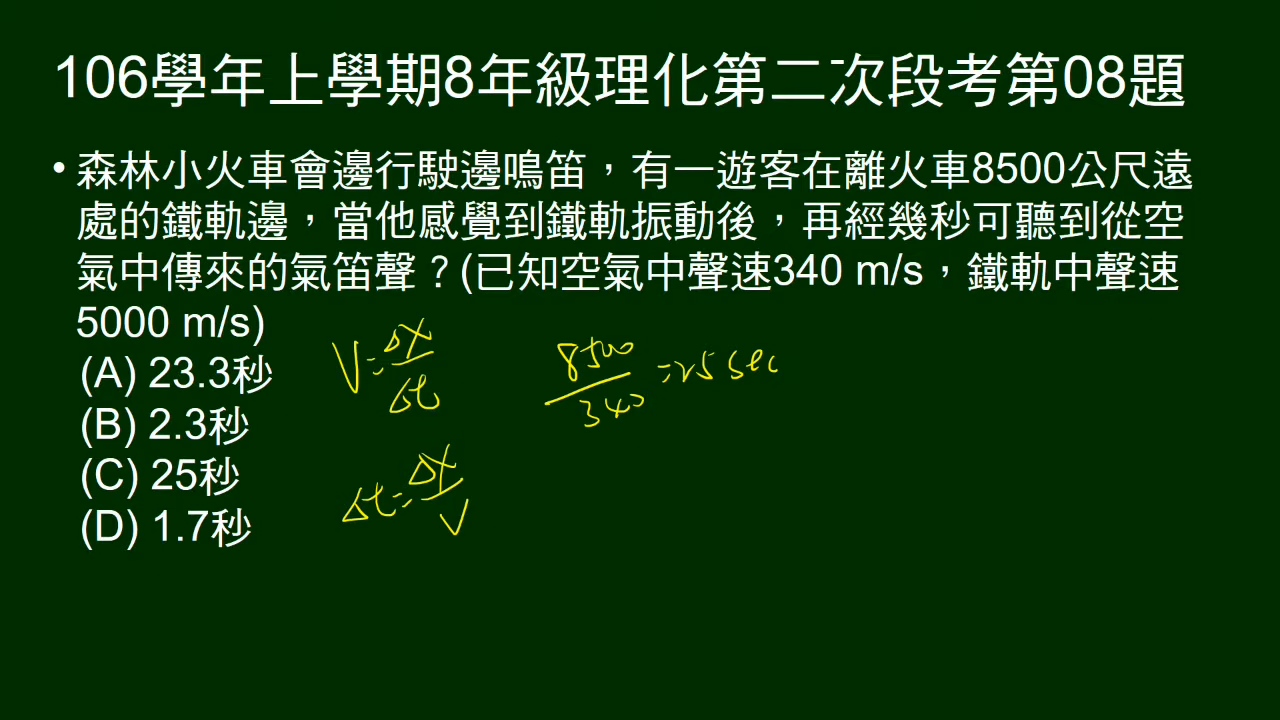 106學年上學期8年級理化第二次段考第08題
• 森林小火車會邊行駛邊鳴笛，有一遊客在離火車8500公尺遠
處的鐵軌邊，當他感覺到鐵軌振動後，再經幾秒可聽到從空
氣中傳來的氣笛聲？(已知空氣中聲速340 m/s，鐵軌中聲速
5000 m/s)
(A) 23.3秒
(B) 2.3秒
(C) 25秒
(D) 1.7秒
V=Δx/Δt
8500/340=25 sec
Δt=Δx/V